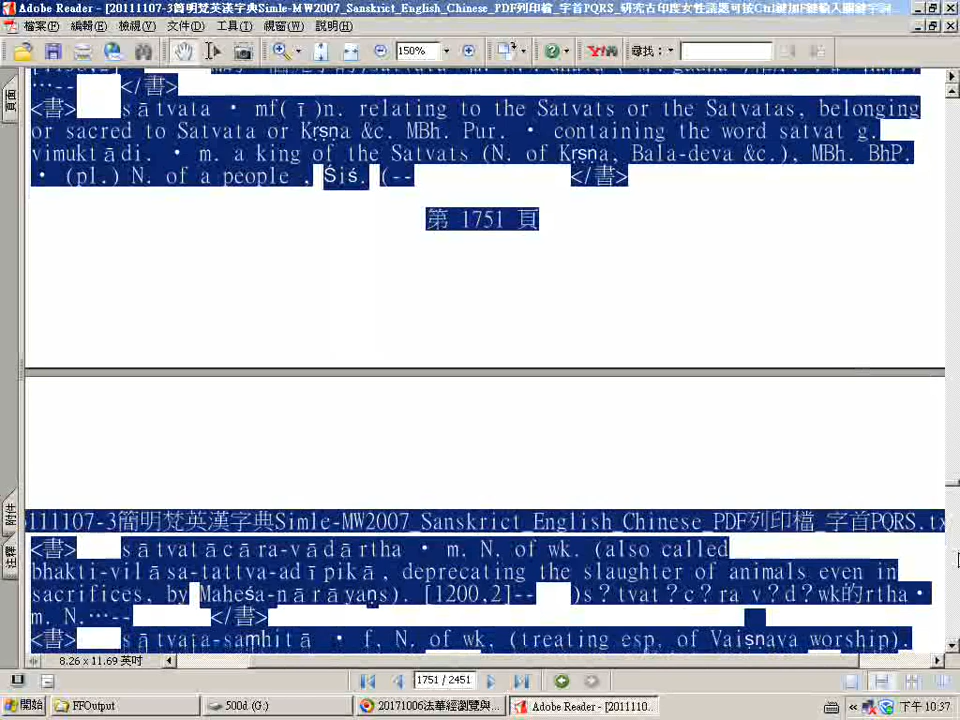 Adobe Reader - [20111107-3簡明梵英漢字典Simle-MW2007_Sanskrict_English_Chinese_PDF列印檔_字首PQRS_研究古印度女性議題可按Ctrl鍵加F鍵輸入關鍵字詞
檔案(F) 編輯(E) 檢視(V) 文件(D) 工具(T) 視窗(W) 說明(H)
150% 尋找:
頁面
…-- </書>
<書> sātvata ‧ mf(ī)n. relating to the Satvats or the Satvatas, belonging
or sacred to Satvata or Kṛṣṇa &c. MBh. Pur. ‧ containing the word satvat g.
vimuktādi. ‧ m. a king of the Satvats (N. of Kṛṣṇa, Bala-deva &c.), MBh. BhP.
‧ (pl.) N. of a people , Śiś. (-- </書>
第 1751 頁
附件
111107-3簡明梵英漢字典Simle-MW2007_Sanskrict_English_Chinese_PDF列印檔_字首PQRS.tx
<書> sātvatācāra-vādārtha ‧ m. N. of wk. (also called
註釋
bhakti-vilāsa-tattva-adīpikā, deprecating the slaughter of animals even in
sacrifices, by Maheśa-nārāyaṇs). [1200,2]-- )s?tvat?c?ra v?d?wk的rtha‧
m. N.…-- </書>
<書> sātvata-saṃhitā ‧ f, N. of wk, (treating esp, of Vaiṣṇava worship).
8.26 x 11.69 英吋
1751 / 2451
開始 FFOutput 500d (G:) 20171006法華經瀏覽與... Adobe Reader - [2011110... 下午 10:37